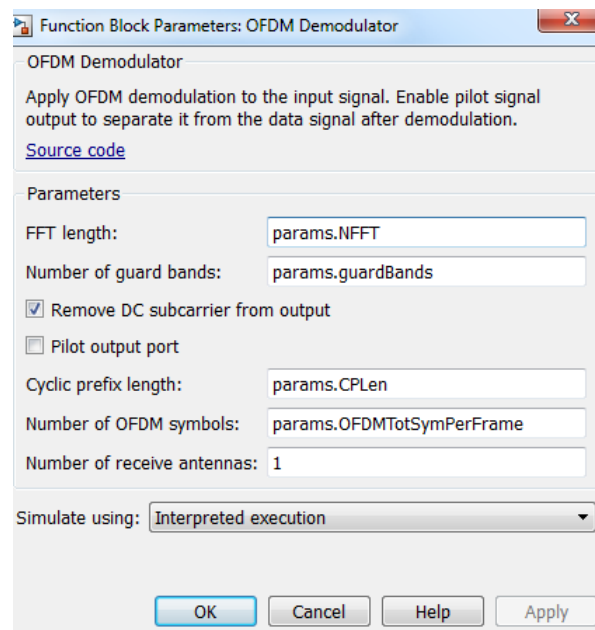 Function Block Parameters: OFDM Demodulator
OFDM Demodulator
Apply OFDM demodulation to the input signal. Enable pilot signal
output to separate it from the data signal after demodulation.
Source code
Parameters
FFT length: params.NFFT
Number of guard bands: params.guardBands
Remove DC subcarrier from output
Pilot output port
Cyclic prefix length: params.CPLen
Number of OFDM symbols: params.OFDMTotSymPerFrame
Number of receive antennas: 1
Simulate using: Interpreted execution
OK Cancel Help Apply